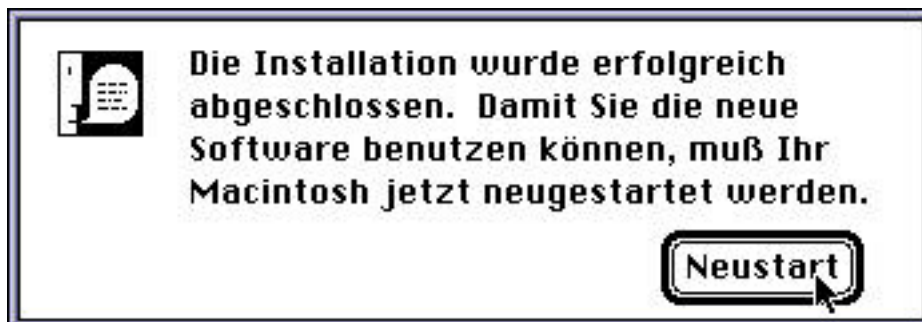 Die Installation wurde erfolgreich
abgeschlossen. Damit Sie die neue
Software benutzen können, muß Ihr
Macintosh jetzt neugestartet werden.
Neustart